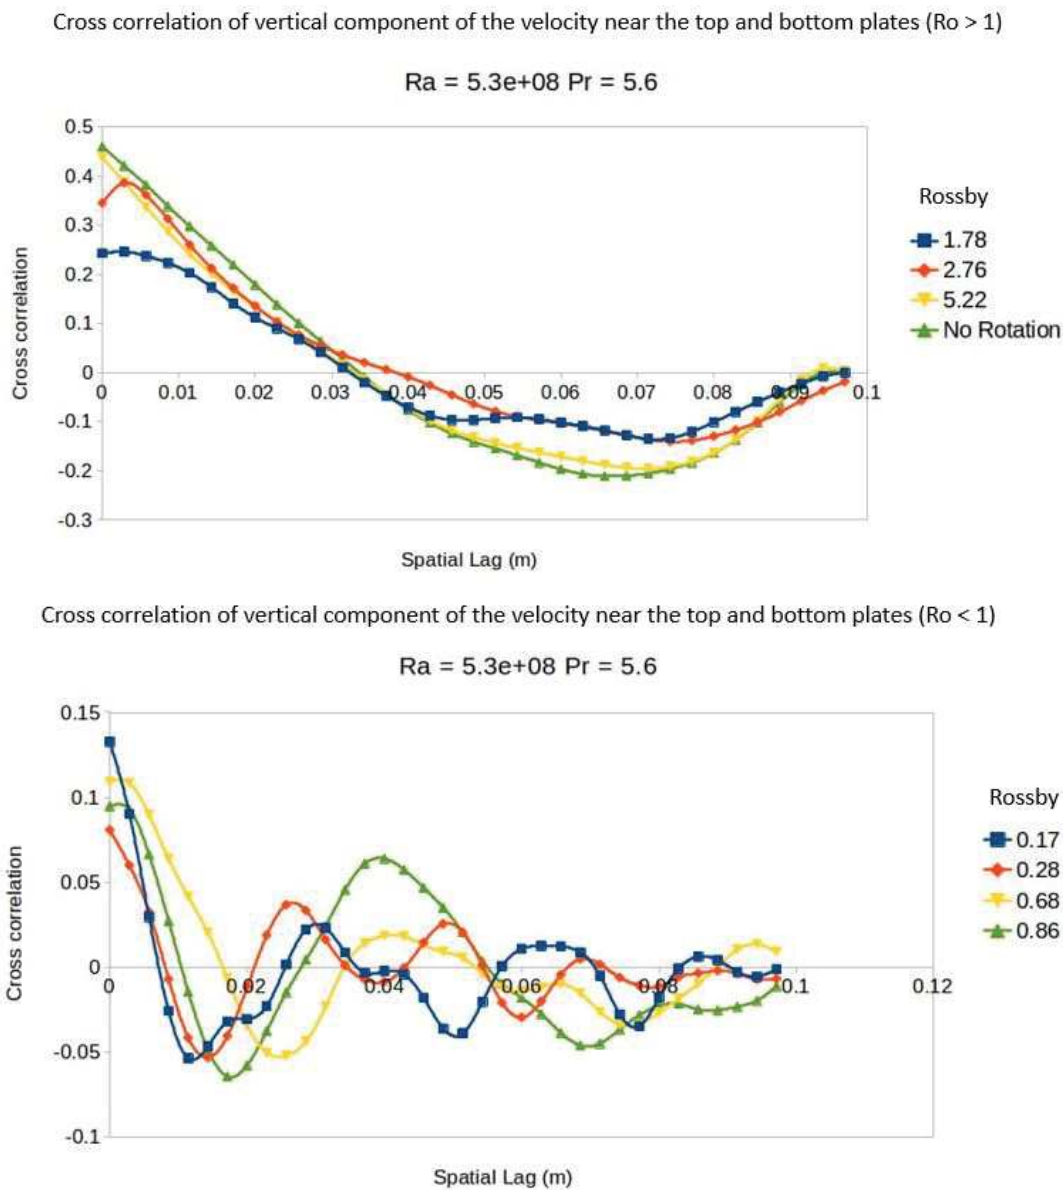 Cross correlation of vertical component of the velocity near the top and bottom plates (Ro > 1)
Ra = 5.3e+08 Pr = 5.6
0.5
0.4
0.3
0.2
0.1
0
-0.1
-0.2
-0.3
Cross correlation
0 0.01 0.02 0.03 0.04 0.05 0.06 0.07 0.08 0.09 0.1
Spatial Lag (m)
Rossby
1.78
2.76
5.22
No Rotation
Cross correlation of vertical component of the velocity near the top and bottom plates (Ro < 1)
Ra = 5.3e+08 Pr = 5.6
0.15
0.1
0.05
0
-0.05
-0.1
Cross correlation
0 0.02 0.04 0.06 0.08 0.1 0.12
Spatial Lag (m)
Rossby
0.17
0.28
0.68
0.86